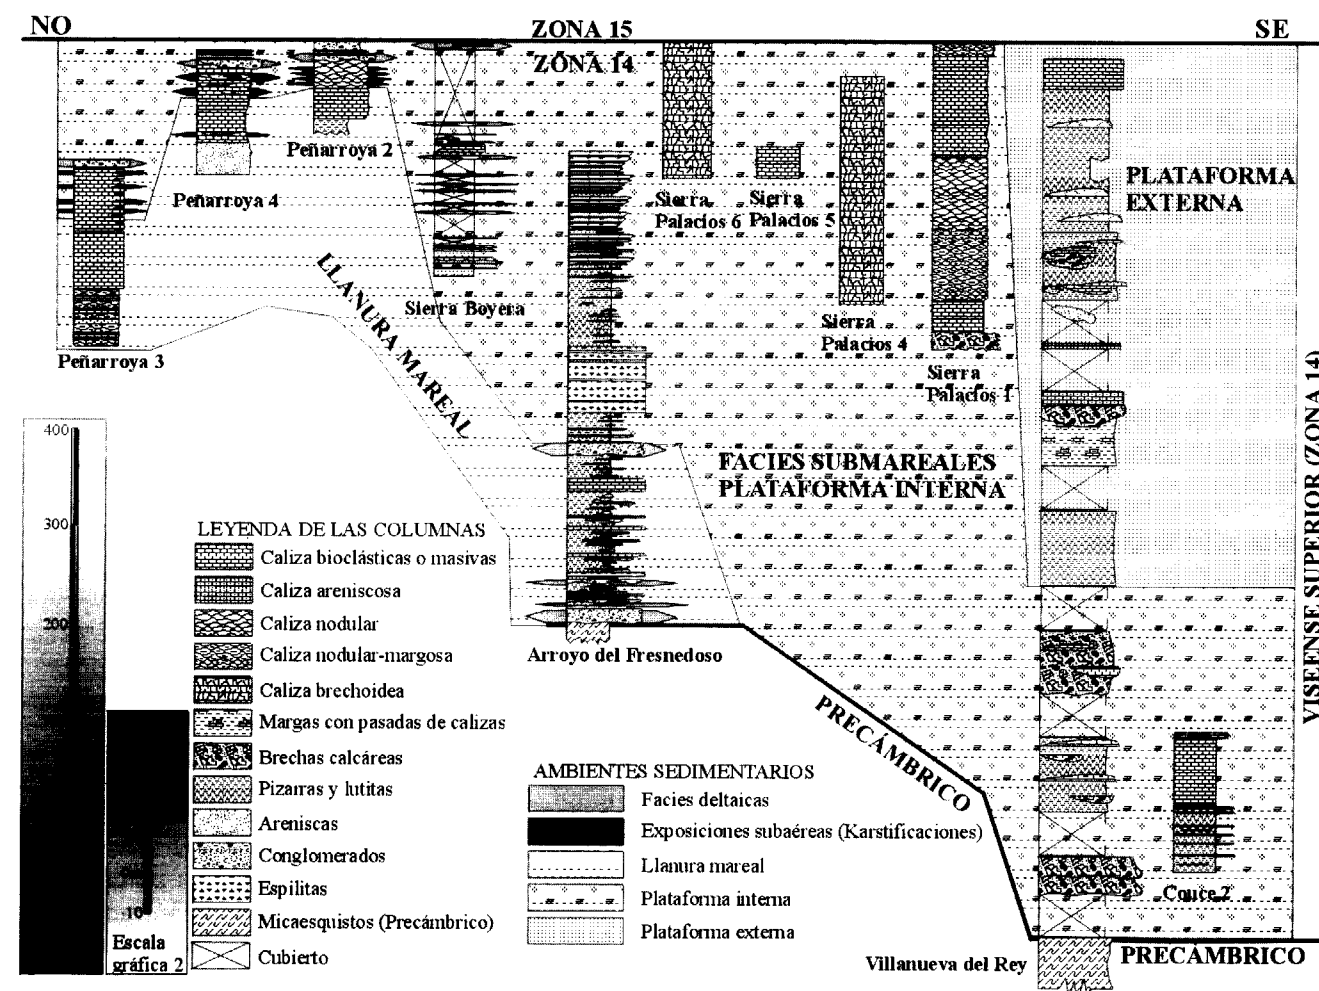 NO
ZONA 15
SE
ZONA 14
Peñarroya 2
Peñarroya 4
Peñarroya 3
Sierra Boyera
Sierra
Palacios 6
Sierra
Palacios 5
Sierra
Palacios 4
Sierra
Palacios 1
PLATAFORMA
EXTERNA
LLANURA MAREAL
FACIES SUBMAREALES
PLATAFORMA INTERNA
VISEENSE SUPERIOR (ZONA 14)
Arroyo del Fresnedoso
PRECÁMBRICO
Couce 2
Villanueva del Rey
PRECÁMBRICO
400
300
200
10
Escala
gráfica 2
LEYENDA DE LAS COLUMNAS
Caliza bioclásticas o masivas
Caliza areniscosa
Caliza nodular
Caliza nodular-margosa
Caliza brechoidea
Margas con pasadas de calizas
Brechas calcáreas
Pizarras y lutitas
Areniscas
Conglomerados
Espilitas
Micaesquistos (Precámbrico)
Cubierto
AMBIENTES SEDIMENTARIOS
Facies deltaicas
Exposiciones subaéreas (Karstificaciones)
Llanura mareal
Plataforma interna
Plataforma externa